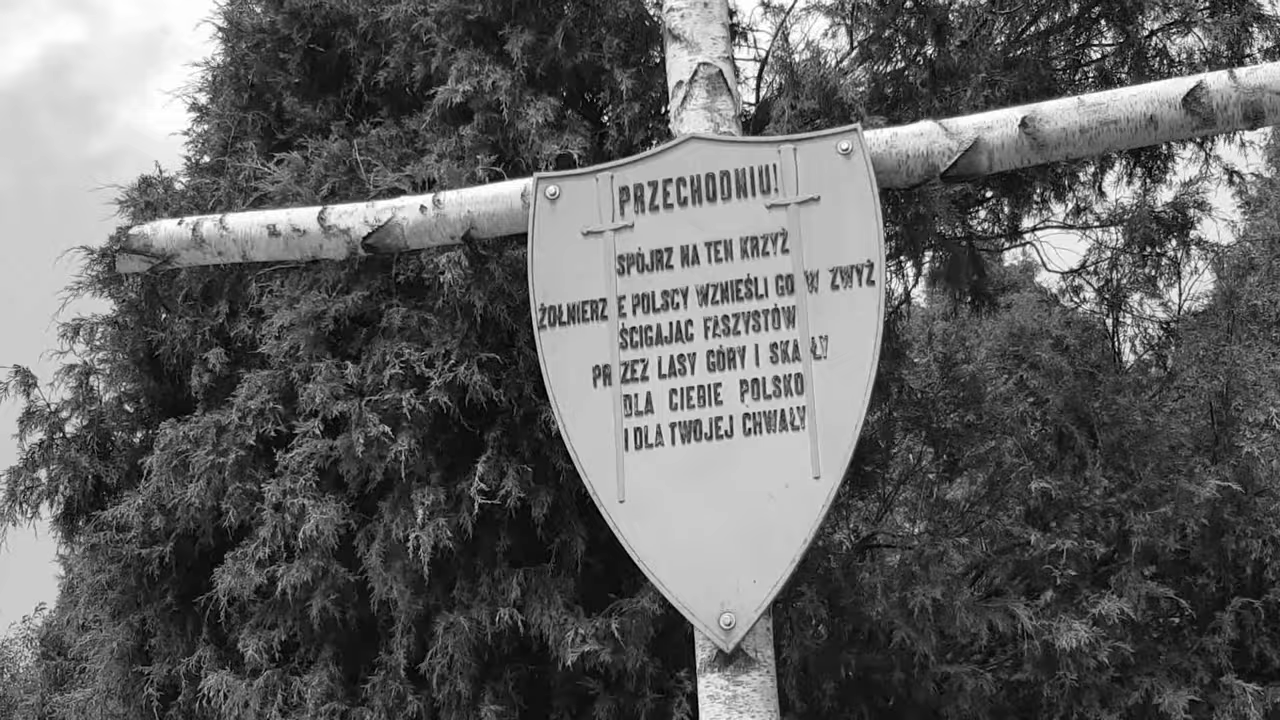 PRZECHODNIU!
SPÓJRZ NA TEN KRZYŻ
ŻOŁNIERZE POLSCY WZNIEŚLI GO W ZWYŻ
ŚCIGAJĄC FASZYSTÓW
PRZEZ LASY GÓRY I SKAŁY
DLA CIEBIE POLSKO
I DLA TWOJEJ CHWAŁY